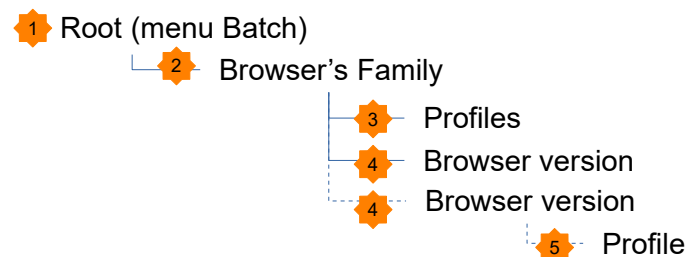 1 Root (menu Batch)
2 Browser's Family
3 Profiles
4 Browser version
4 Browser version
5 Profile